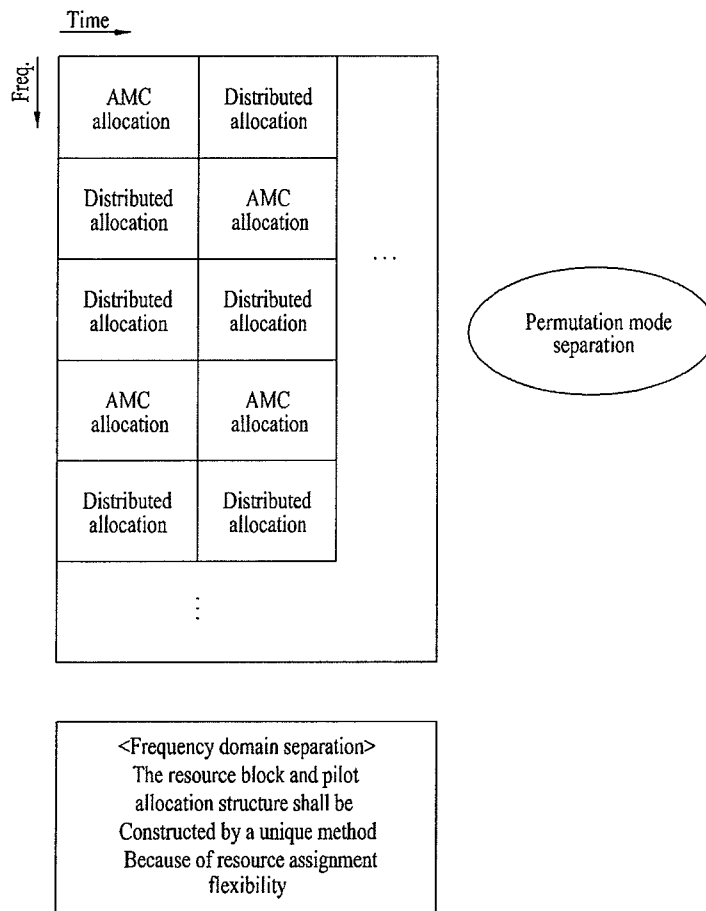 Time
Freq.
AMC
allocation
Distributed
allocation
Distributed
allocation
AMC
allocation
...
Distributed
allocation
Distributed
allocation
Permutation mode
separation
AMC
allocation
AMC
allocation
Distributed
allocation
Distributed
allocation
...
<Frequency domain separation>
The resource block and pilot
allocation structure shall be
Constructed by a unique method
Because of resource assignment
flexibility